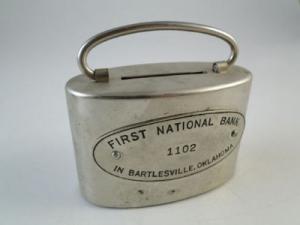 FIRST NATIONAL BANK
1102
IN BARTLESVILLE, OKLAHOMA